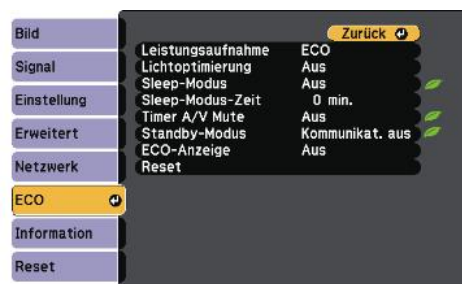 Bild
Signal
Einstellung
Erweitert
Netzwerk
ECO
Information
Reset
Zurück
Leistungsaufnahme ECO
Lichtoptimierung Aus
Sleep-Modus Aus
Sleep-Modus-Zeit 0 min.
Timer A/V Mute Aus
Standby-Modus Kommunikat. aus
ECO-Anzeige Aus
Reset